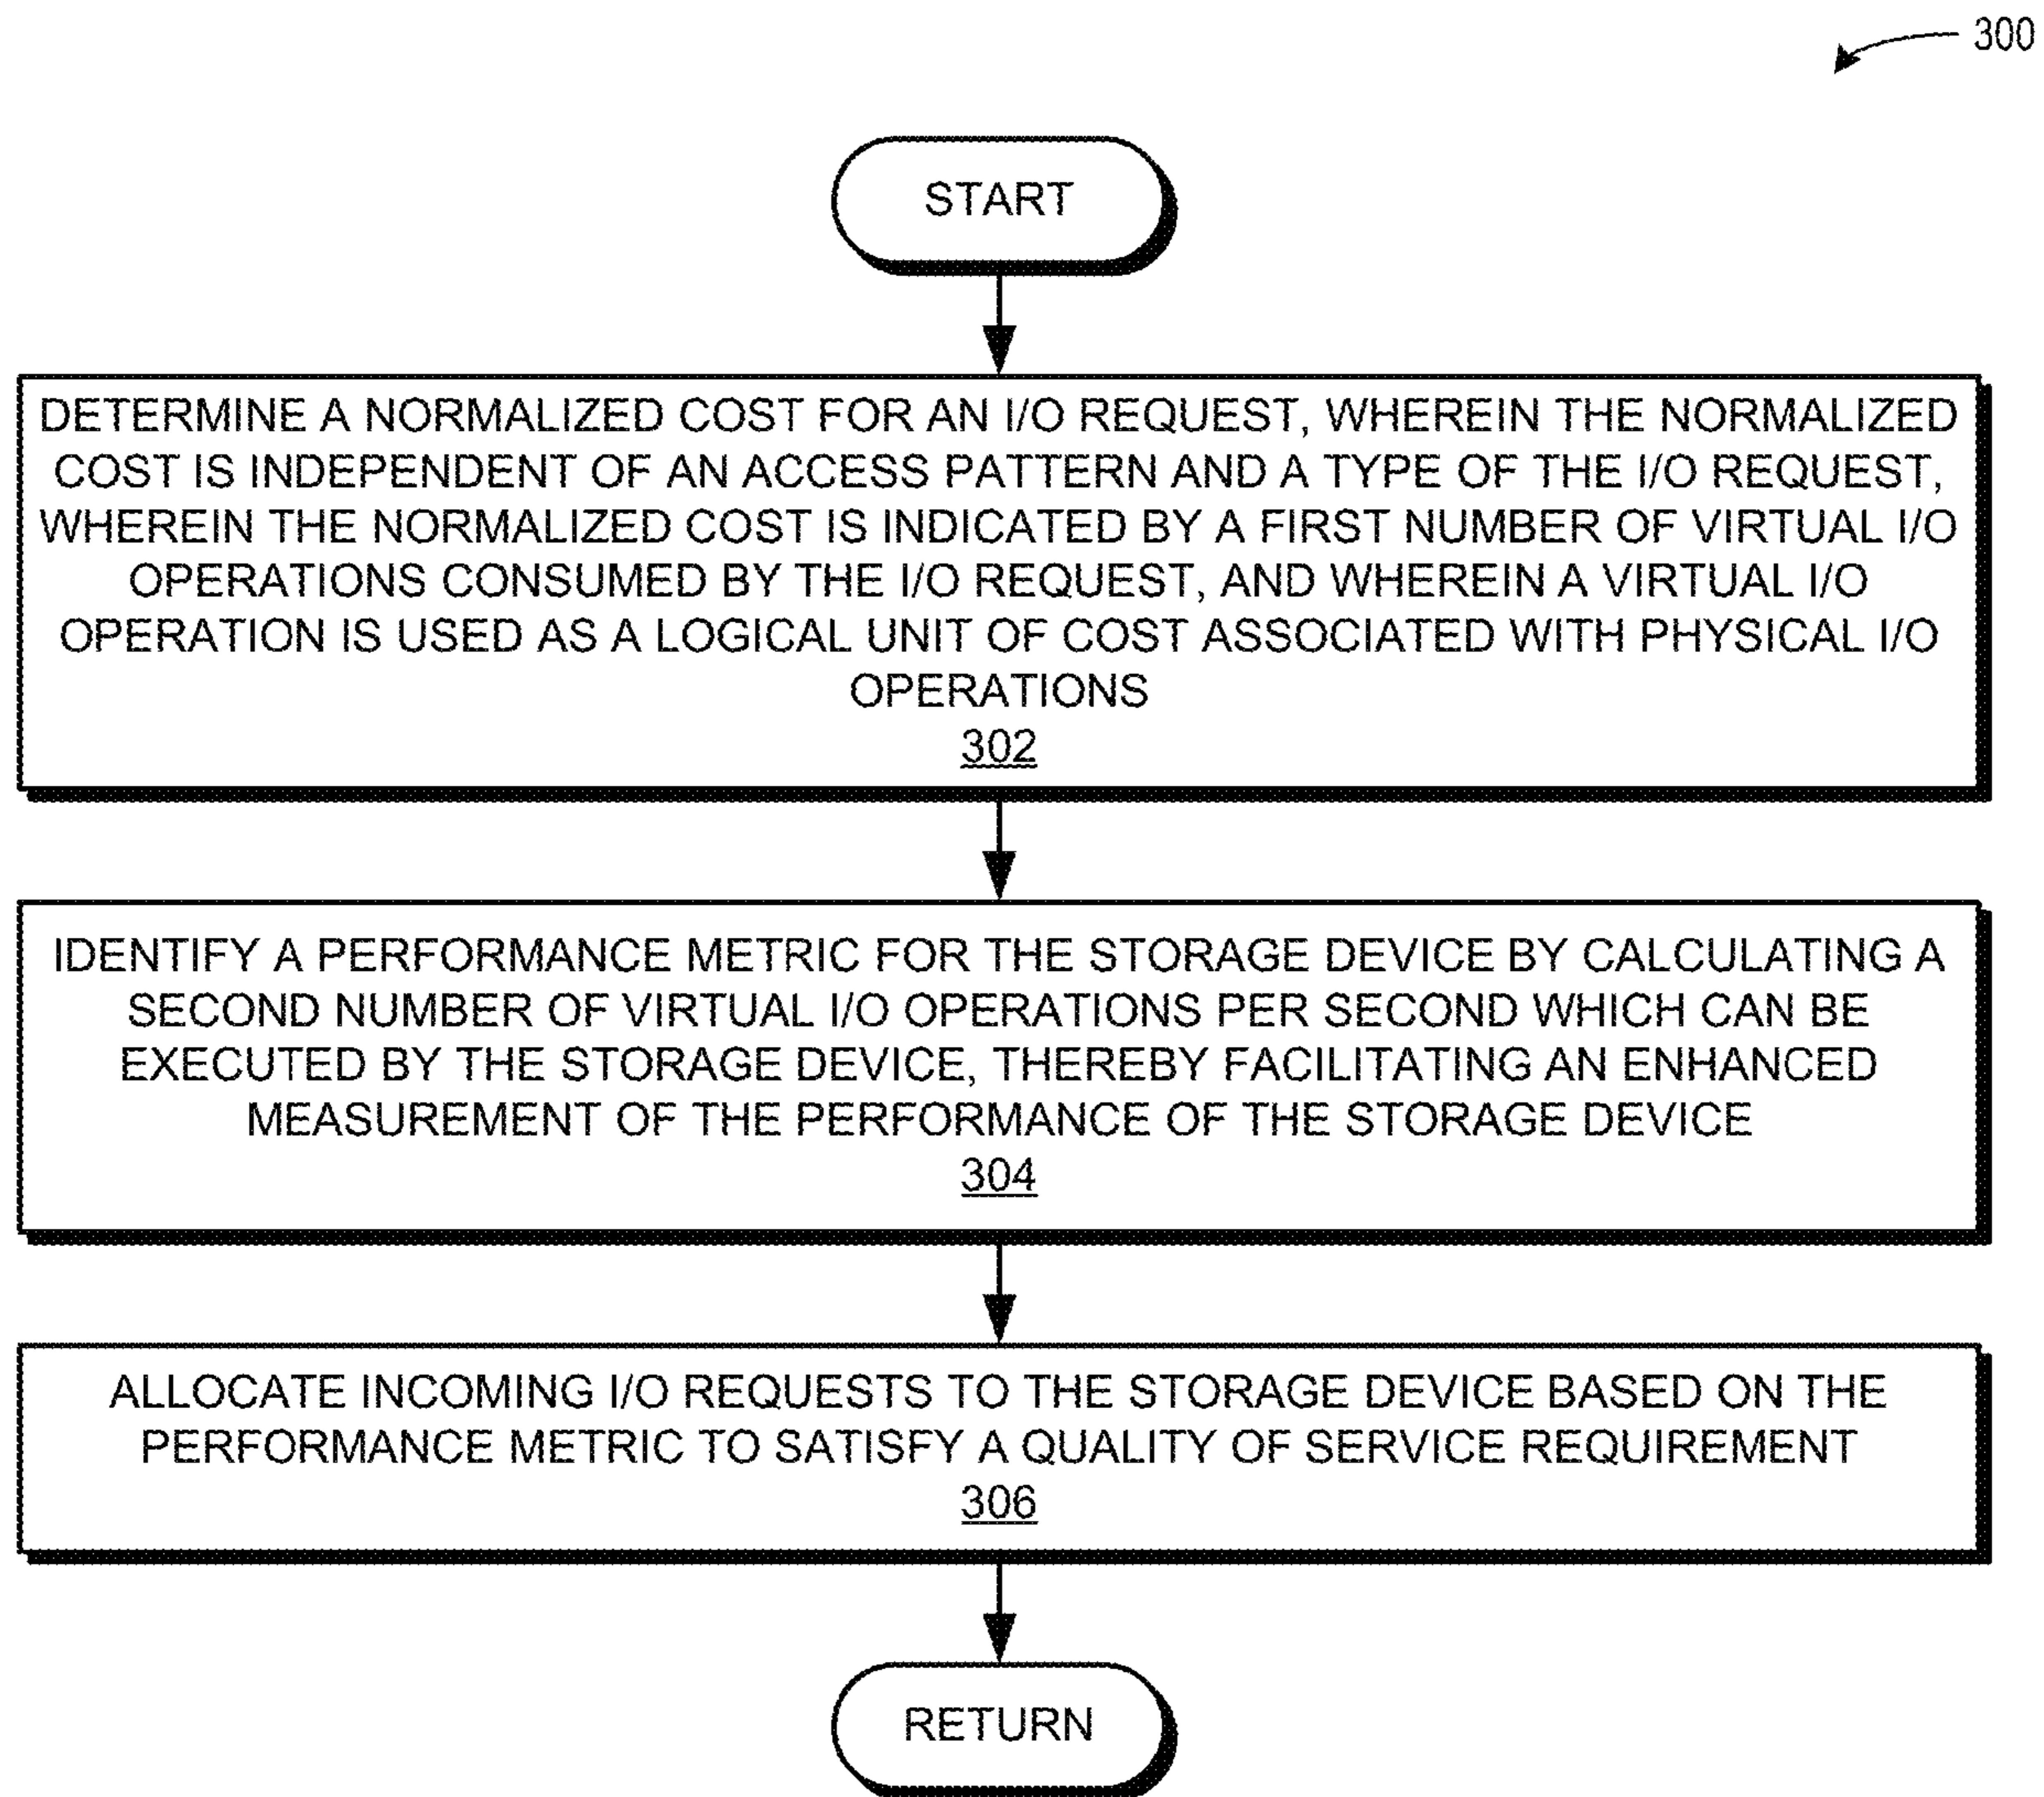 300
START
DETERMINE A NORMALIZED COST FOR AN I/O REQUEST, WHEREIN THE NORMALIZED
COST IS INDEPENDENT OF AN ACCESS PATTERN AND A TYPE OF THE I/O REQUEST,
WHEREIN THE NORMALIZED COST IS INDICATED BY A FIRST NUMBER OF VIRTUAL I/O
OPERATIONS CONSUMED BY THE I/O REQUEST, AND WHEREIN A VIRTUAL I/O
OPERATION IS USED AS A LOGICAL UNIT OF COST ASSOCIATED WITH PHYSICAL I/O
OPERATIONS
302
IDENTIFY A PERFORMANCE METRIC FOR THE STORAGE DEVICE BY CALCULATING A
SECOND NUMBER OF VIRTUAL I/O OPERATIONS PER SECOND WHICH CAN BE
EXECUTED BY THE STORAGE DEVICE, THEREBY FACILITATING AN ENHANCED
MEASUREMENT OF THE PERFORMANCE OF THE STORAGE DEVICE
304
ALLOCATE INCOMING I/O REQUESTS TO THE STORAGE DEVICE BASED ON THE
PERFORMANCE METRIC TO SATISFY A QUALITY OF SERVICE REQUIREMENT
306
RETURN